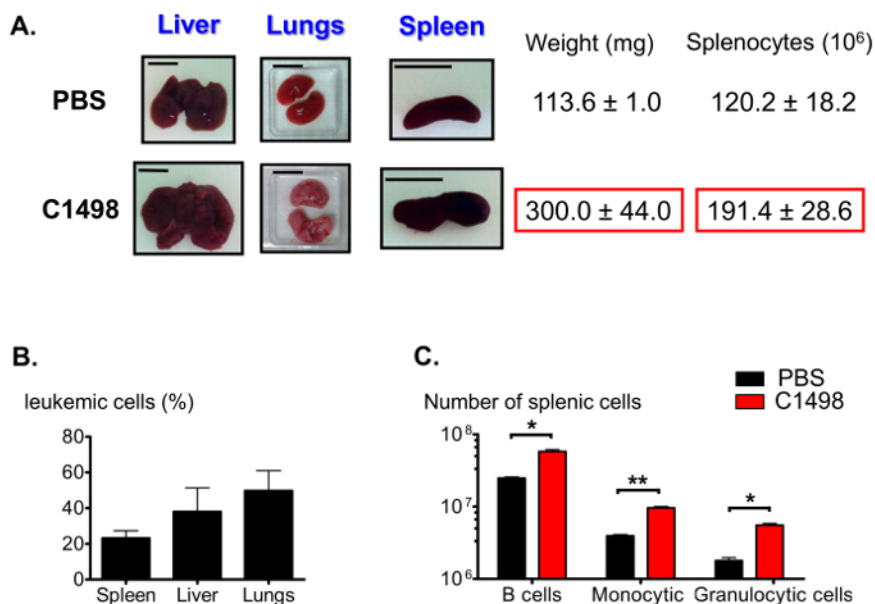 A.
Liver Lungs Spleen Weight (mg) Splenocytes (10⁶)
PBS 113.6 ± 1.0 120.2 ± 18.2
C1498 300.0 ± 44.0 191.4 ± 28.6
B.
leukemic cells (%)
80
60
40
20
0
Spleen Liver Lungs
C.
PBS
C1498
Number of splenic cells
10⁸
10⁷
10⁶
* ** *
B cells Monocytic Granulocytic cells